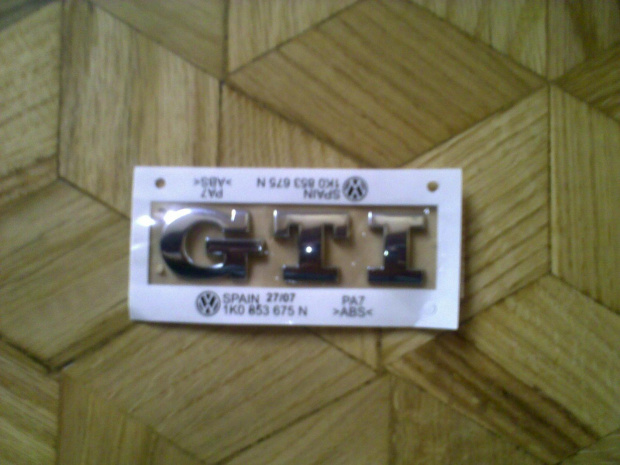 1K0 853 675 N
SPAIN
>ABS<
PA7
GTI
SPAIN 27/07 PA7
1K0 853 675 N >ABS<